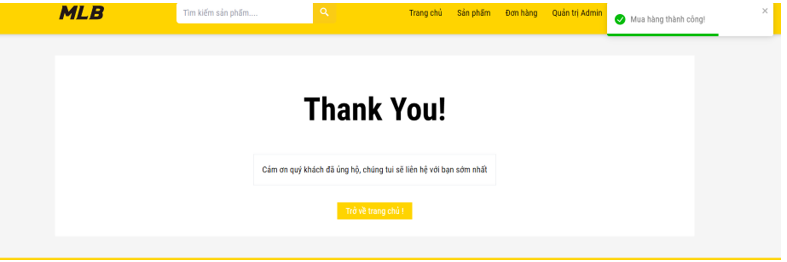 MLB
Tìm kiếm sản phẩm....
Trang chủ Sản phẩm Đơn hàng Quản trị Admin
Mua hàng thành công!
Thank You!
Cảm ơn quý khách đã ủng hộ, chúng tui sẽ liên hệ với bạn sớm nhất
Trở về trang chủ !